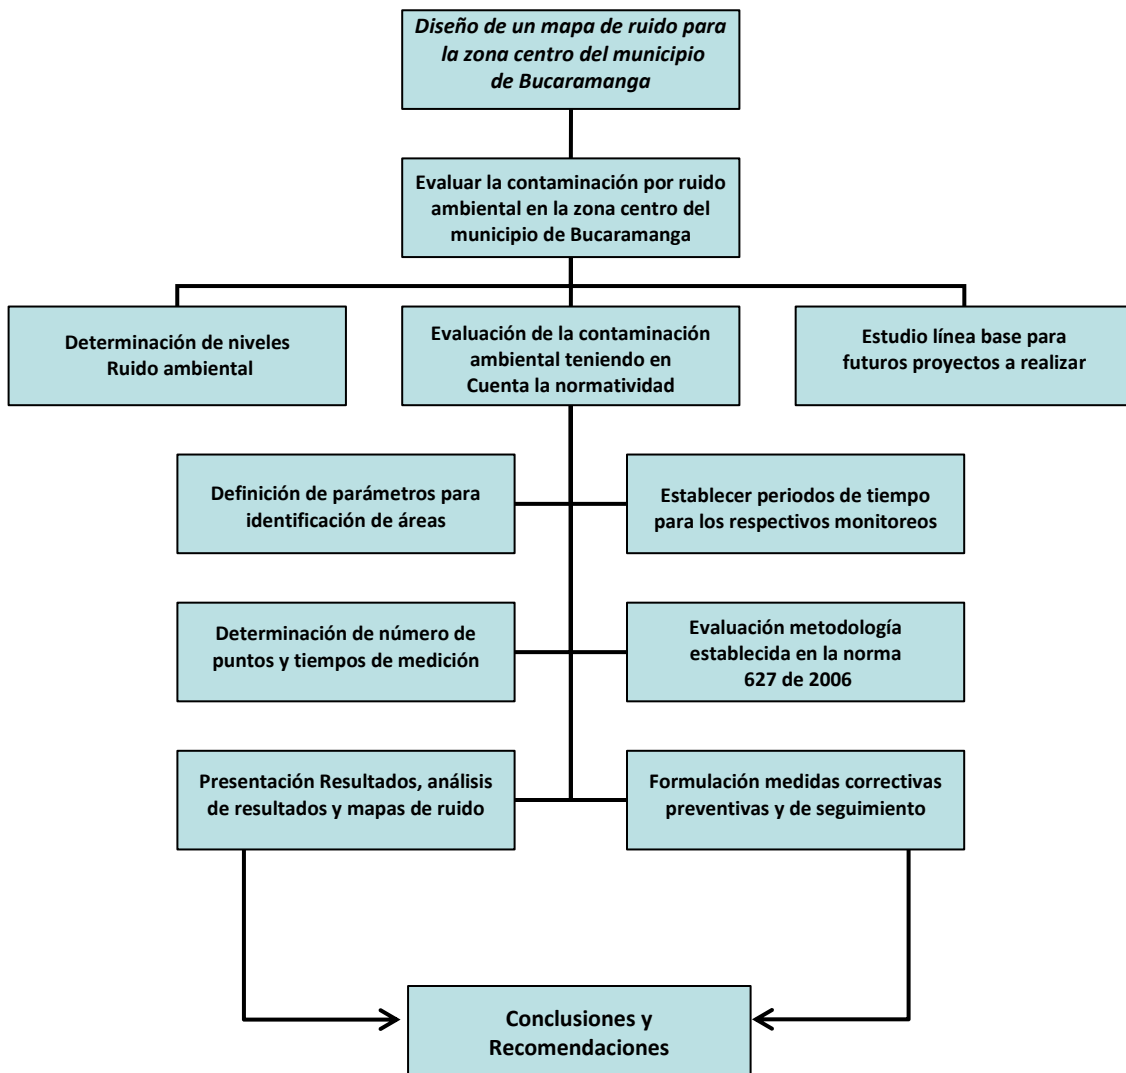 Diseño de un mapa de ruido para
la zona centro del municipio
de Bucaramanga
Evaluar la contaminación por ruido
ambiental en la zona centro del
municipio de Bucaramanga
Determinación de niveles
Ruido ambiental
Evaluación de la contaminación
ambiental teniendo en
Cuenta la normatividad
Estudio línea base para
futuros proyectos a realizar
Definición de parámetros para
identificación de áreas
Establecer periodos de tiempo
para los respectivos monitoreos
Determinación de número de
puntos y tiempos de medición
Evaluación metodología
establecida en la norma
627 de 2006
Presentación Resultados, análisis
de resultados y mapas de ruido
Formulación medidas correctivas
preventivas y de seguimiento
Conclusiones y
Recomendaciones